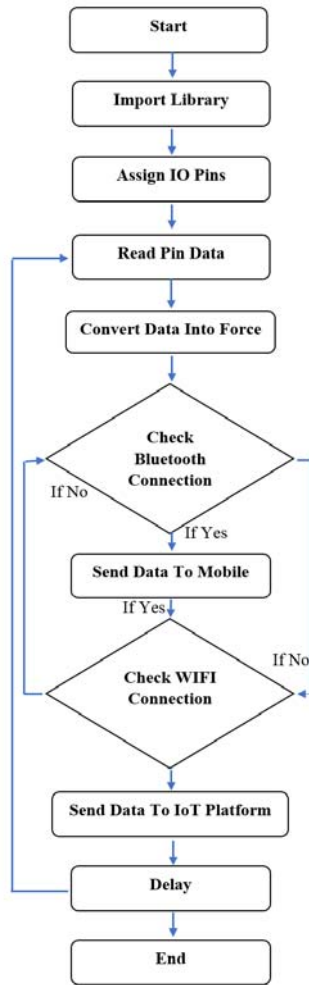 Start
Import Library
Assign IO Pins
Read Pin Data
Convert Data Into Force
Check
Bluetooth
Connection
If No
If Yes
Send Data To Mobile
If Yes
Check WIFI
Connection
If No
Send Data To IoT Platform
Delay
End